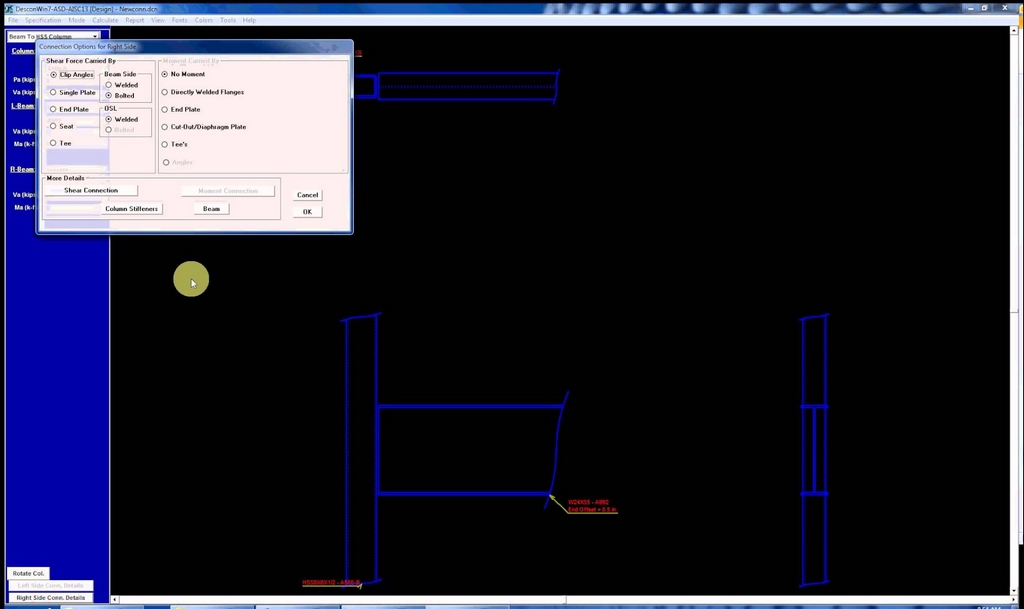 DesconWin7-ASD-AISC13 [Design] - Newconn.dcn
File Specification Mode Calculate Report View Fonts Colors Tools Help
Beam To HSS Column
Connection Options for Right Side
Column:
Shear Force Carried By
Moment Carried By
Clip Angles
Single Plate
End Plate
Seat
Tee
Beam Side
Welded
Bolted
OSL
Welded
Bolted
No Moment
Directly Welded Flanges
End Plate
Cut-Out/Diaphragm Plate
Tee's
Angles
Pa (kips
Va (kips
L-Beam:
Va (kips
Ma (k-f
R-Beam:
Va (kips
Ma (k-f
More Details
Shear Connection
Moment Connection
Column Stiffeners
Beam
Cancel
OK
W24X55 - A992
End Offset = 0.5 in.
Rotate Col.
Left Side Conn. Details
Right Side Conn. Details